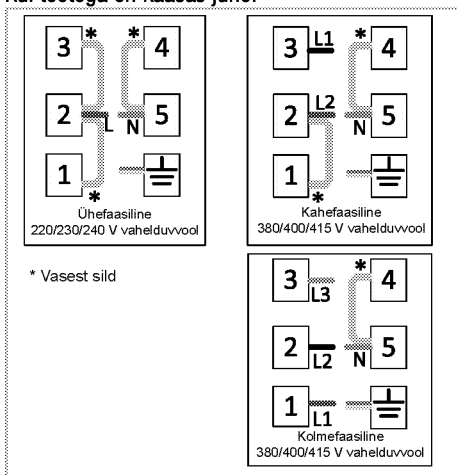 Kui tootega on kaasas juhe:
3 * * 4
2 L N 5
1 *
Ühefaasiline
220/230/240 V vahelduvvool
3 L1 * 4
2 L2 N 5
1 *
Kahefaasiline
380/400/415 V vahelduvvool
* Vasest sild
3 L3 * 4
2 L2 N 5
1 L1
Kolmefaasiline
380/400/415 V vahelduvvool